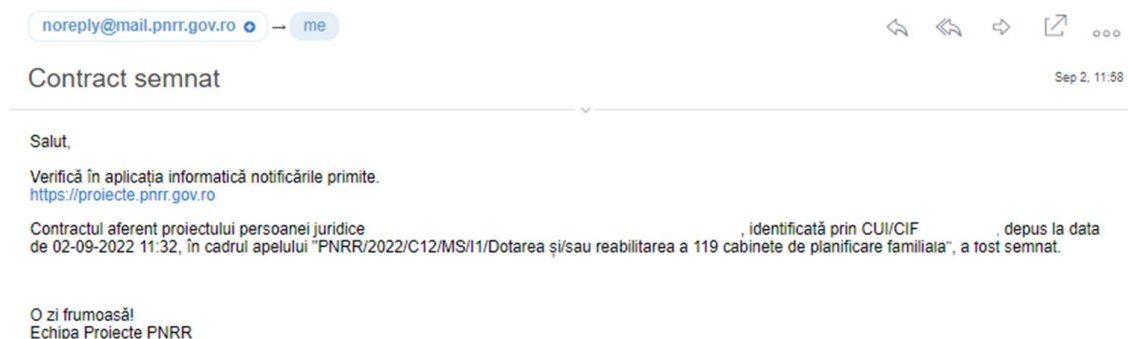 noreply@mail.pnrr.gov.ro → me
Contract semnat
Sep 2, 11:58
Salut,
Verifică în aplicația informatică notificările primite.
https://proiecte.pnrr.gov.ro
Contractul aferent proiectului persoanei juridice , identificată prin CUI/CIF , depus la data
de 02-09-2022 11:32, în cadrul apelului "PNRR/2022/C12/MS/I1/Dotarea și/sau reabilitarea a 119 cabinete de planificare familiala", a fost semnat.
O zi frumoasă!
Echipa Proiecte PNRR